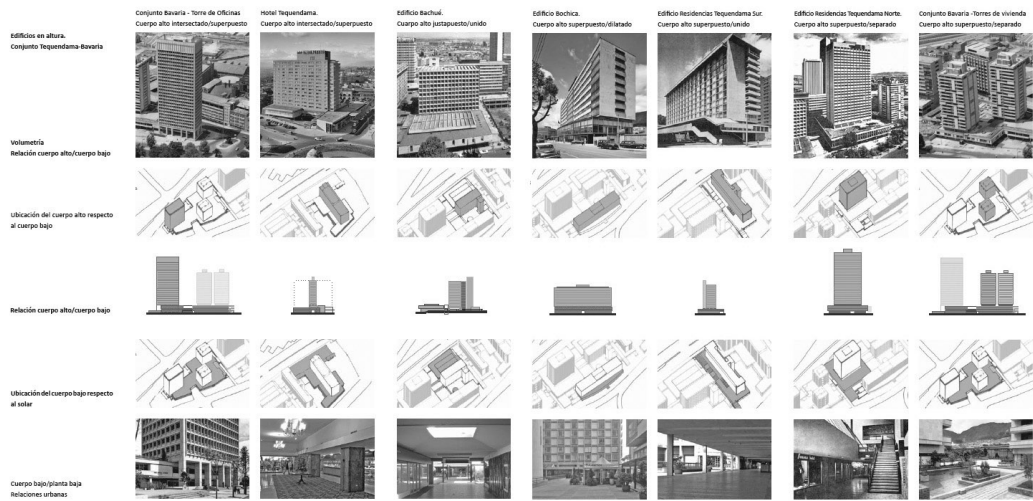 Edificios en altura.
Conjunto Tequendama-Bavaria
Conjunto Bavaria - Torre de Oficinas
Cuerpo alto intersectado/superpuesto
Hotel Tequendama.
Cuerpo alto intersectado/superpuesto
Edificio Bachué.
Cuerpo alto justapuesto/unido
Edificio Bochica.
Cuerpo alto superpuesto/dilatado
Edificio Residencias Tequendama Sur.
Cuerpo alto superpuesto/unido
Edificio Residencias Tequendama Norte.
Cuerpo alto superpuesto/separado
Conjunto Bavaria -Torres de vivienda
Cuerpo alto superpuesto/separado
Volumetría
Relación cuerpo alto/cuerpo bajo
Ubicación del cuerpo alto respecto
al cuerpo bajo
Relación cuerpo alto/cuerpo bajo
Ubicación del cuerpo bajo respecto
al solar
Cuerpo bajo/planta baja
Relaciones urbanas